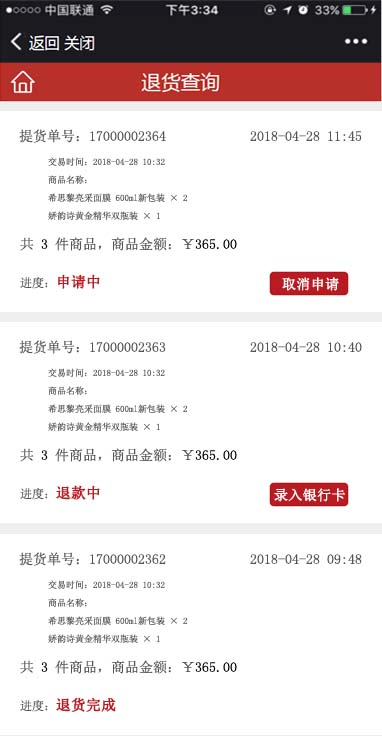 中国联通 下午3:34 33%
返回 关闭
退货查询
提货单号：17000002364 2018-04-28 11:45
交易时间：2018-04-28 10:32
商品名称：
希思黎亮采面膜 600ml新包装 × 2
娇韵诗黄金精华双瓶装 × 1
共 3 件商品，商品金额：￥365.00
进度：申请中 取消申请
提货单号：17000002363 2018-04-28 10:40
交易时间：2018-04-28 10:32
商品名称：
希思黎亮采面膜 600ml新包装 × 2
娇韵诗黄金精华双瓶装 × 1
共 3 件商品，商品金额：￥365.00
进度：退款中 录入银行卡
提货单号：17000002362 2018-04-28 09:48
交易时间：2018-04-28 10:32
商品名称：
希思黎亮采面膜 600ml新包装 × 2
娇韵诗黄金精华双瓶装 × 1
共 3 件商品，商品金额：￥365.00
进度：退货完成